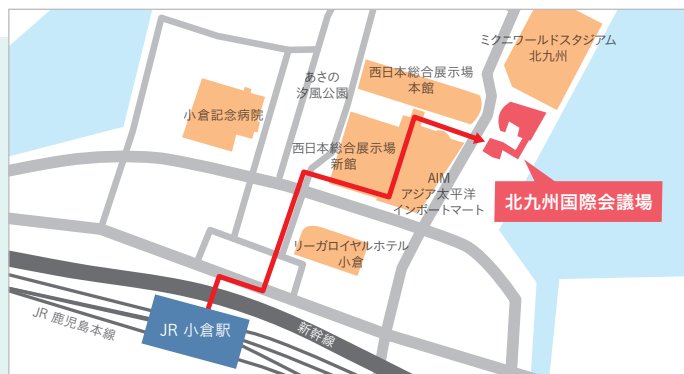 ミクニワールドスタジアム
北九州
西日本総合展示場
本館
あさの
汐風公園
小倉記念病院
西日本総合展示場
新館
AIM
アジア太平洋
インポートマート
北九州国際会議場
リーガロイヤルホテル
小倉
新幹線
JR 鹿児島本線
JR 小倉駅